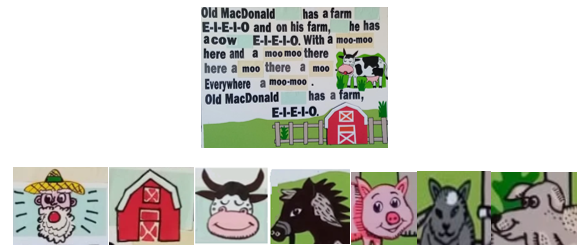 Old MacDonald has a farm
E-I-E-I-O and on his farm, he has
a cow E-I-E-I-O. With a moo-moo
here and a moo moo there
here a moo there a moo
Everywhere a moo-moo .
Old MacDonald has a farm,
E-I-E-I-O.